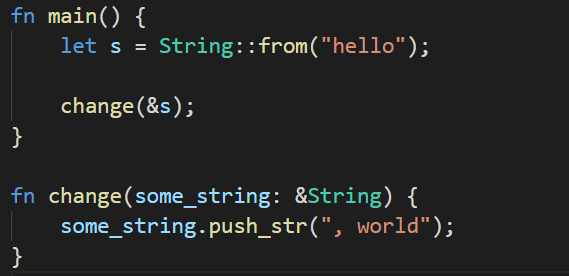 fn main() {
    let s = String::from("hello");
    change(&s);
}
fn change(some_string: &String) {
    some_string.push_str(", world");
}